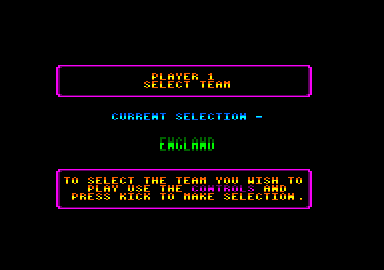 PLAYER 1
SELECT TEAM
CURRENT SELECTION -
ENGLAND
TO SELECT THE TEAM YOU WISH TO
PLAY USE THE CONTROLS AND
PRESS KICK TO MAKE SELECTION.